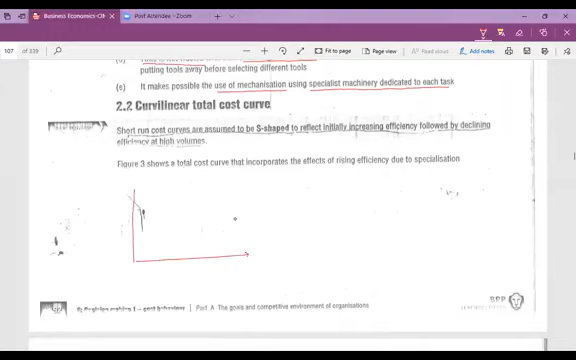 Business Economics-CIM
Post Attendee - Zoom
107 of 339
Fit to page
Page view
Read aloud
Add notes
putting tools away before selecting different tools
(e) It makes possible the use of mechanisation using specialist machinery dedicated to each task
2.2 Curvilinear total cost curve
Short run cost curves are assumed to be S-shaped to reflect initially increasing efficiency followed by declining
efficiency at high volumes.
Figure 3 shows a total cost curve that incorporates the effects of rising efficiency due to specialisation
Part A The goals and competitive environment of organisations
BPP